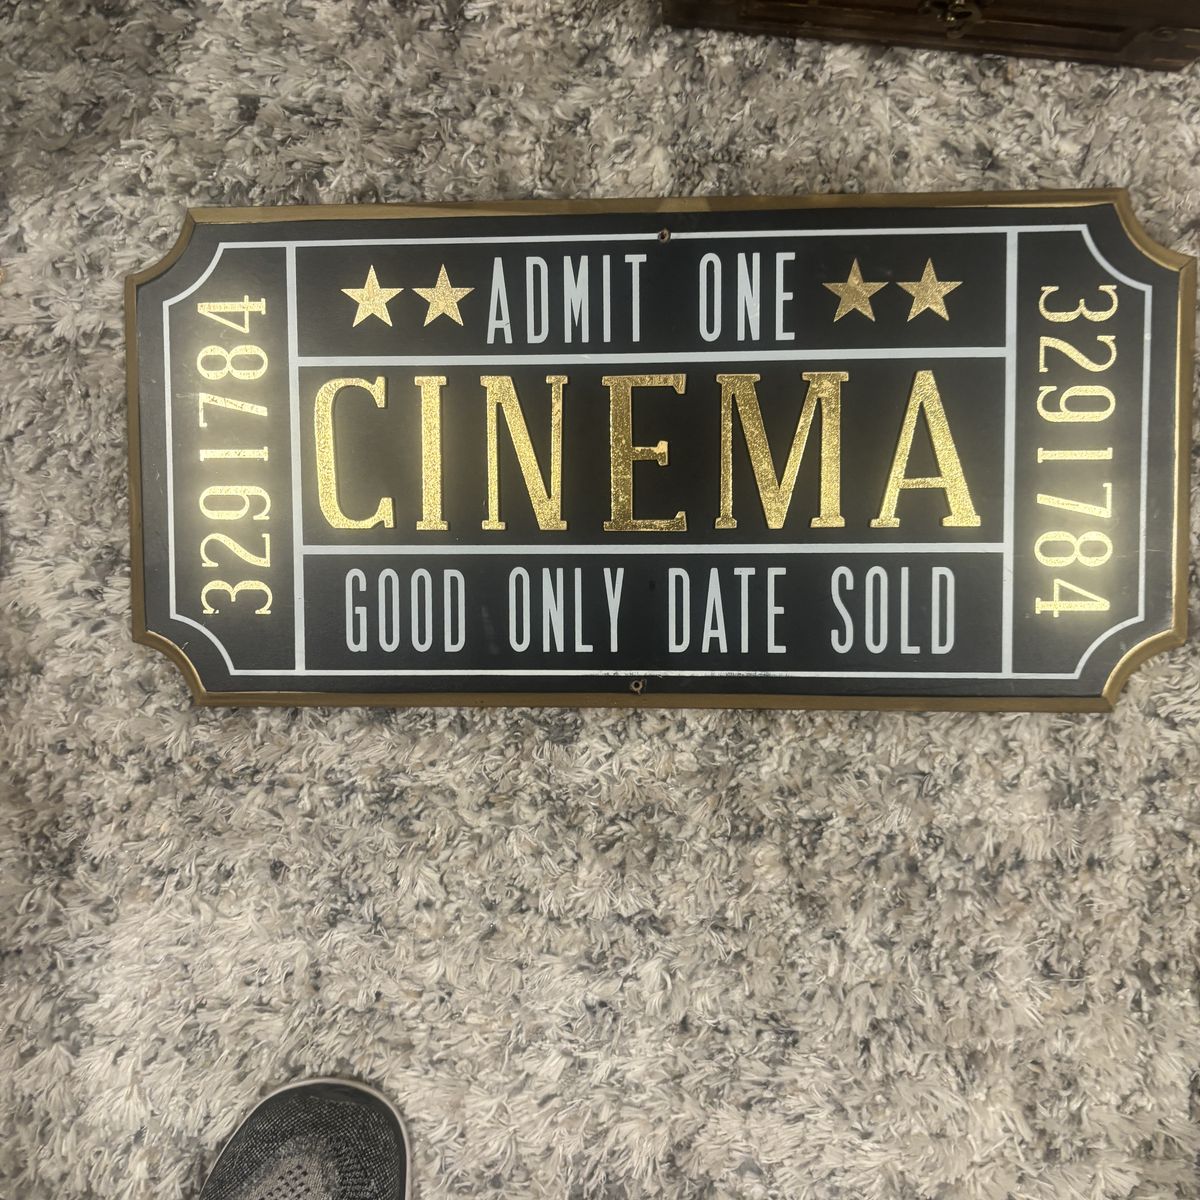 3291784
ADMIT ONE
CINEMA
GOOD ONLY DATE SOLD
3291784